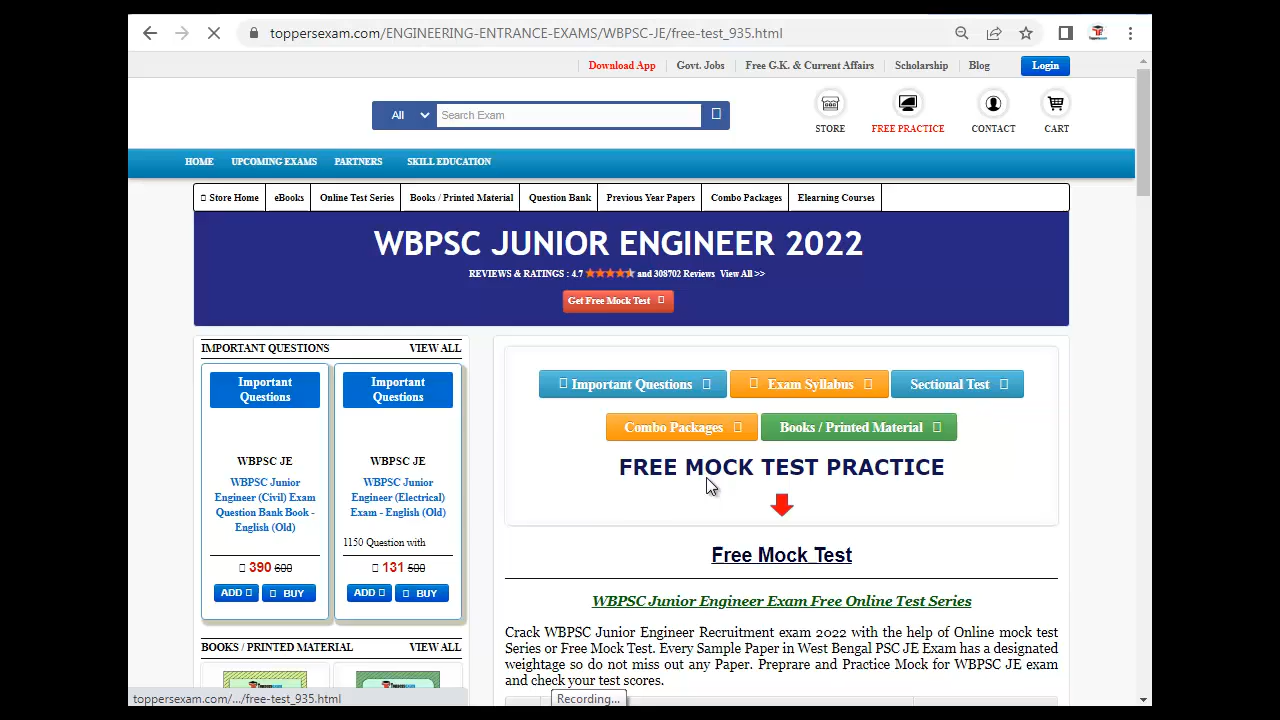 toppersexam.com/ENGINEERING-ENTRANCE-EXAMS/WBPSC-JE/free-test_935.html
Download App Govt. Jobs Free G.K. & Current Affairs Scholarship Blog Login
All Search Exam
STORE FREE PRACTICE CONTACT CART
HOME UPCOMING EXAMS PARTNERS SKILL EDUCATION
Store Home eBooks Online Test Series Books / Printed Material Question Bank Previous Year Papers Combo Packages Elearning Courses
WBPSC JUNIOR ENGINEER 2022
REVIEWS & RATINGS : 4.7 and 308702 Reviews View All >>
Get Free Mock Test
IMPORTANT QUESTIONS VIEW ALL
Important
Questions
WBPSC JE
WBPSC Junior
Engineer (Civil) Exam
Question Bank Book -
English (Old)
390 600
ADD BUY
Important
Questions
WBPSC JE
WBPSC Junior
Engineer (Electrical)
Exam - English (Old)
1150 Question with
131 500
ADD BUY
BOOKS / PRINTED MATERIAL VIEW ALL
Important Questions Exam Syllabus Sectional Test
Combo Packages Books / Printed Material
FREE MOCK TEST PRACTICE
Free Mock Test
WBPSC Junior Engineer Exam Free Online Test Series
Crack WBPSC Junior Engineer Recruitment exam 2022 with the help of Online mock test
Series or Free Mock Test. Every Sample Paper in West Bengal PSC JE Exam has a designated
weightage so do not miss out any Paper. Preprare and Practice Mock for WBPSC JE exam
and check your test scores.
toppersexam.com/.../free-test_935.html
Recording...